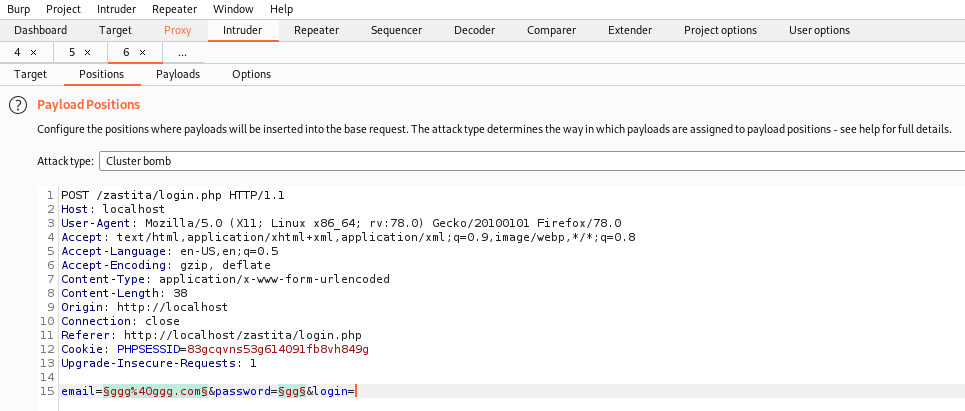 Burp Project Intruder Repeater Window Help
Dashboard Target Proxy Intruder Repeater Sequencer Decoder Comparer Extender Project options User options
4 × 5 × 6 × ...
Target Positions Payloads Options
? Payload Positions
Configure the positions where payloads will be inserted into the base request. The attack type determines the way in which payloads are assigned to payload positions - see help for full details.
Attack type: Cluster bomb
1 POST /zastita/login.php HTTP/1.1
2 Host: localhost
3 User-Agent: Mozilla/5.0 (X11; Linux x86_64; rv:78.0) Gecko/20100101 Firefox/78.0
4 Accept: text/html,application/xhtml+xml,application/xml;q=0.9,image/webp,*/*;q=0.8
5 Accept-Language: en-US,en;q=0.5
6 Accept-Encoding: gzip, deflate
7 Content-Type: application/x-www-form-urlencoded
8 Content-Length: 38
9 Origin: http://localhost
10 Connection: close
11 Referer: http://localhost/zastita/login.php
12 Cookie: PHPSESSID=83gcqvns53g614091fb8vh849g
13 Upgrade-Insecure-Requests: 1
14
15 email=§ggg%40ggg.com§&password=§gg§&login=